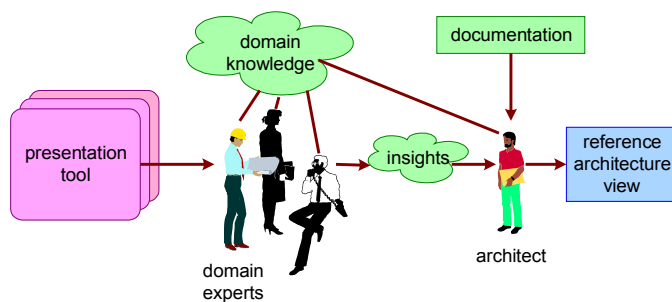 domain
knowledge
documentation
presentation
tool
insights
reference
architecture
view
domain
experts
architect